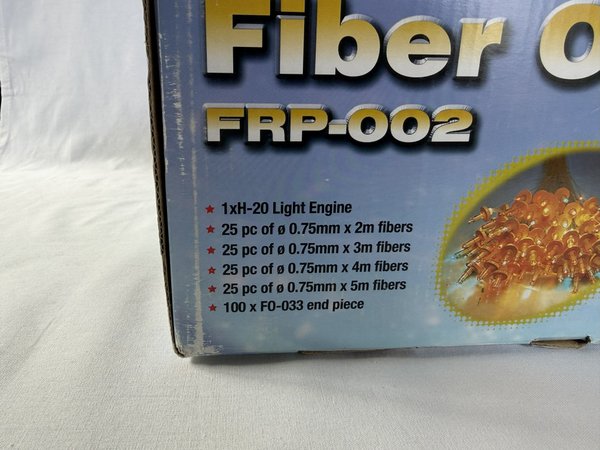 Fiber O
FRP-002
★ 1xH-20 Light Engine
★ 25 pc of ø 0.75mm x 2m fibers
★ 25 pc of ø 0.75mm x 3m fibers
★ 25 pc of ø 0.75mm x 4m fibers
★ 25 pc of ø 0.75mm x 5m fibers
★ 100 x FO-033 end piece